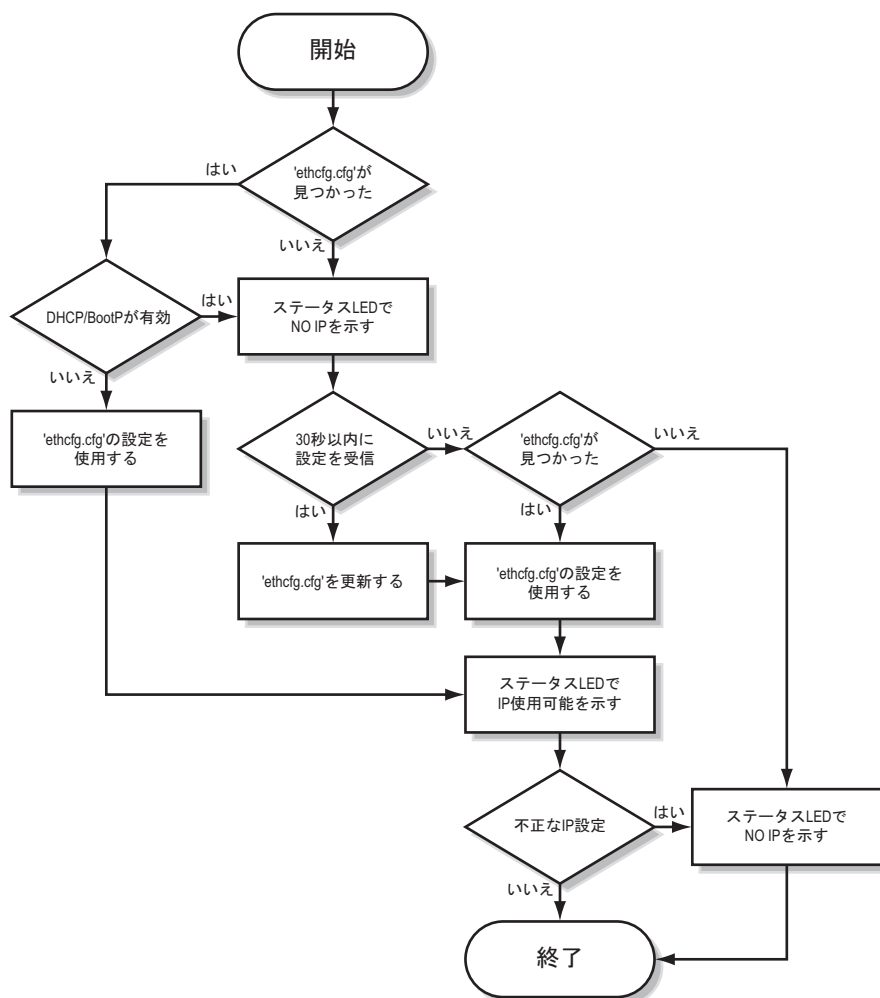 開始
'ethcfg.cfg'が
見つかった
はい
いいえ
DHCP/BootPが有効
はい
いいえ
ステータスLEDで
NO IPを示す
'ethcfg.cfg'の設定を
使用する
30秒以内に
設定を受信
いいえ
はい
'ethcfg.cfg'が
見つかった
いいえ
はい
'ethcfg.cfg'を更新する
'ethcfg.cfg'の設定を
使用する
ステータスLEDで
IP使用可能を示す
不正なIP設定
はい
いいえ
ステータスLEDで
NO IPを示す
終了